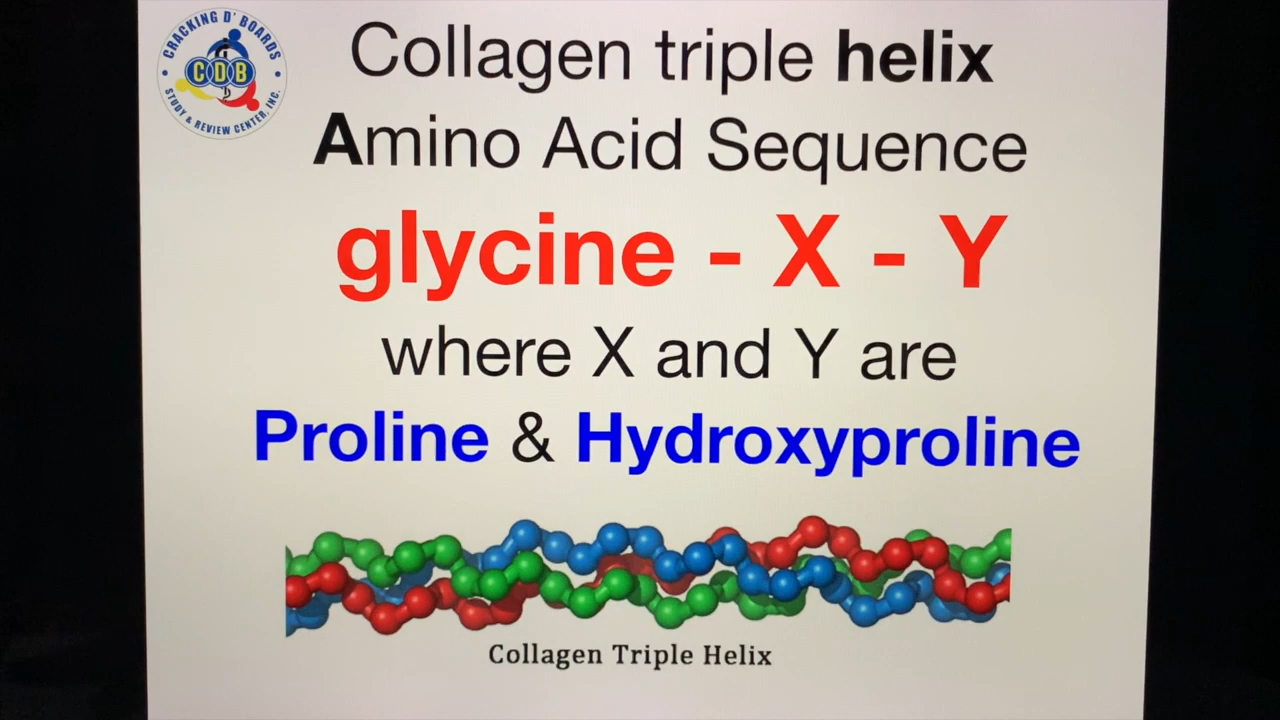 CRACKING D' BOARDS
CDB
STUDY & REVIEW CENTER, INC.
Collagen triple helix
Amino Acid Sequence
glycine - X - Y
where X and Y are
Proline & Hydroxyproline
Collagen Triple Helix